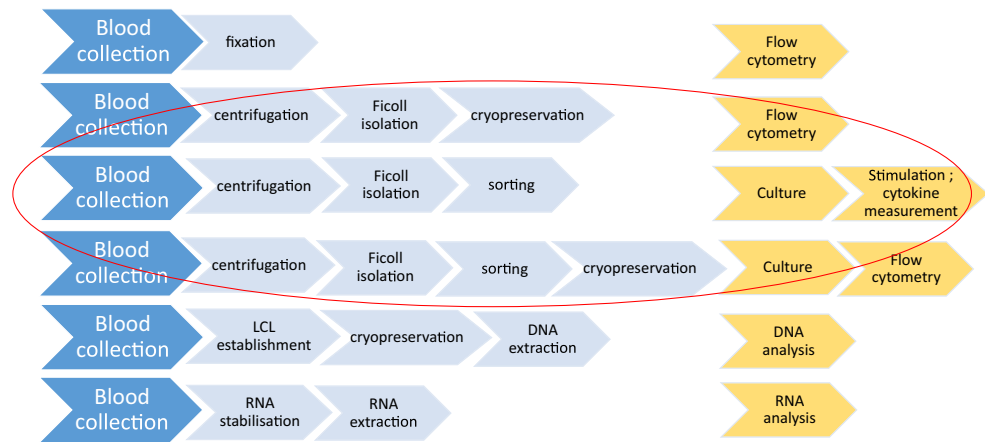 Blood
collection
fixation
Flow
cytometry
Blood
collection
centrifugation
Ficoll
isolation
cryopreservation
Flow
cytometry
Blood
collection
centrifugation
Ficoll
isolation
sorting
Culture
Stimulation ;
cytokine
measurement
Blood
collection
centrifugation
Ficoll
isolation
sorting
cryopreservation
Culture
Flow
cytometry
Blood
collection
LCL
establishment
cryopreservation
DNA
extraction
DNA
analysis
Blood
collection
RNA
stabilisation
RNA
extraction
RNA
analysis